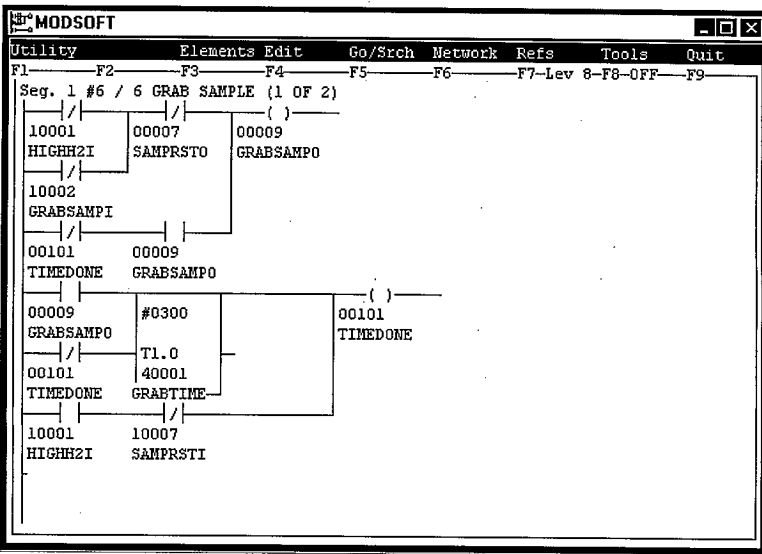 MODSOFT
Utility Elements Edit Go/Srch Network Refs Tools Quit
F1 F2 F3 F4 F5 F6 F7-Lev 8-F8-OFF F9
Seg. 1 #6 / 6 GRAB SAMPLE (1 OF 2)
10001 00007 00009
HIGHH2I SAMPRSTO GRABSAMPO
10002
GRABSAMPI
00101 00009
TIMEDONE GRABSAMPO
00009 #0300 00101
GRABSAMPO TIMEDONE
T1.0
00101 40001
TIMEDONE GRABTIME
10001 10007
HIGHH2I SAMPRSTI